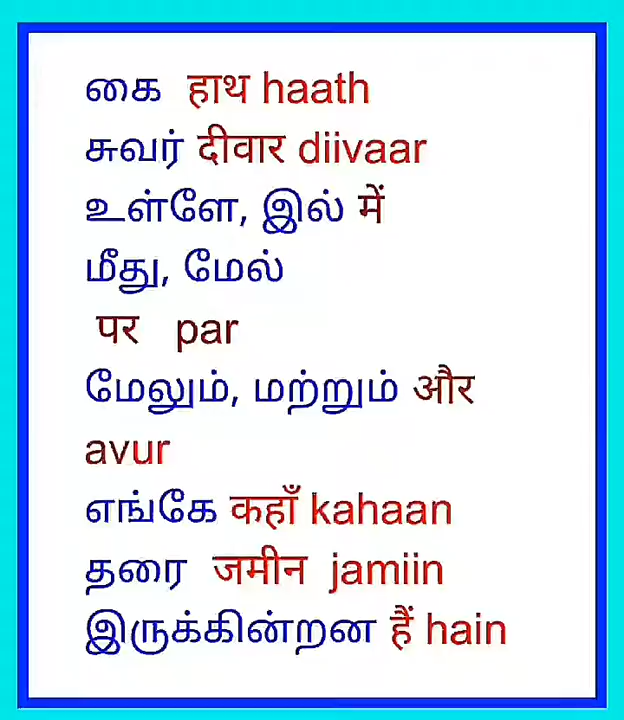 கை हाथ haath
சுவர் दीवार diivaar
உள்ளே, இல் में
மீது, மேல்
पर par
மேலும், மற்றும் और
avur
எங்கே कहाँ kahaan
தரை जमीन jamiin
இருக்கின்றன हैं hain